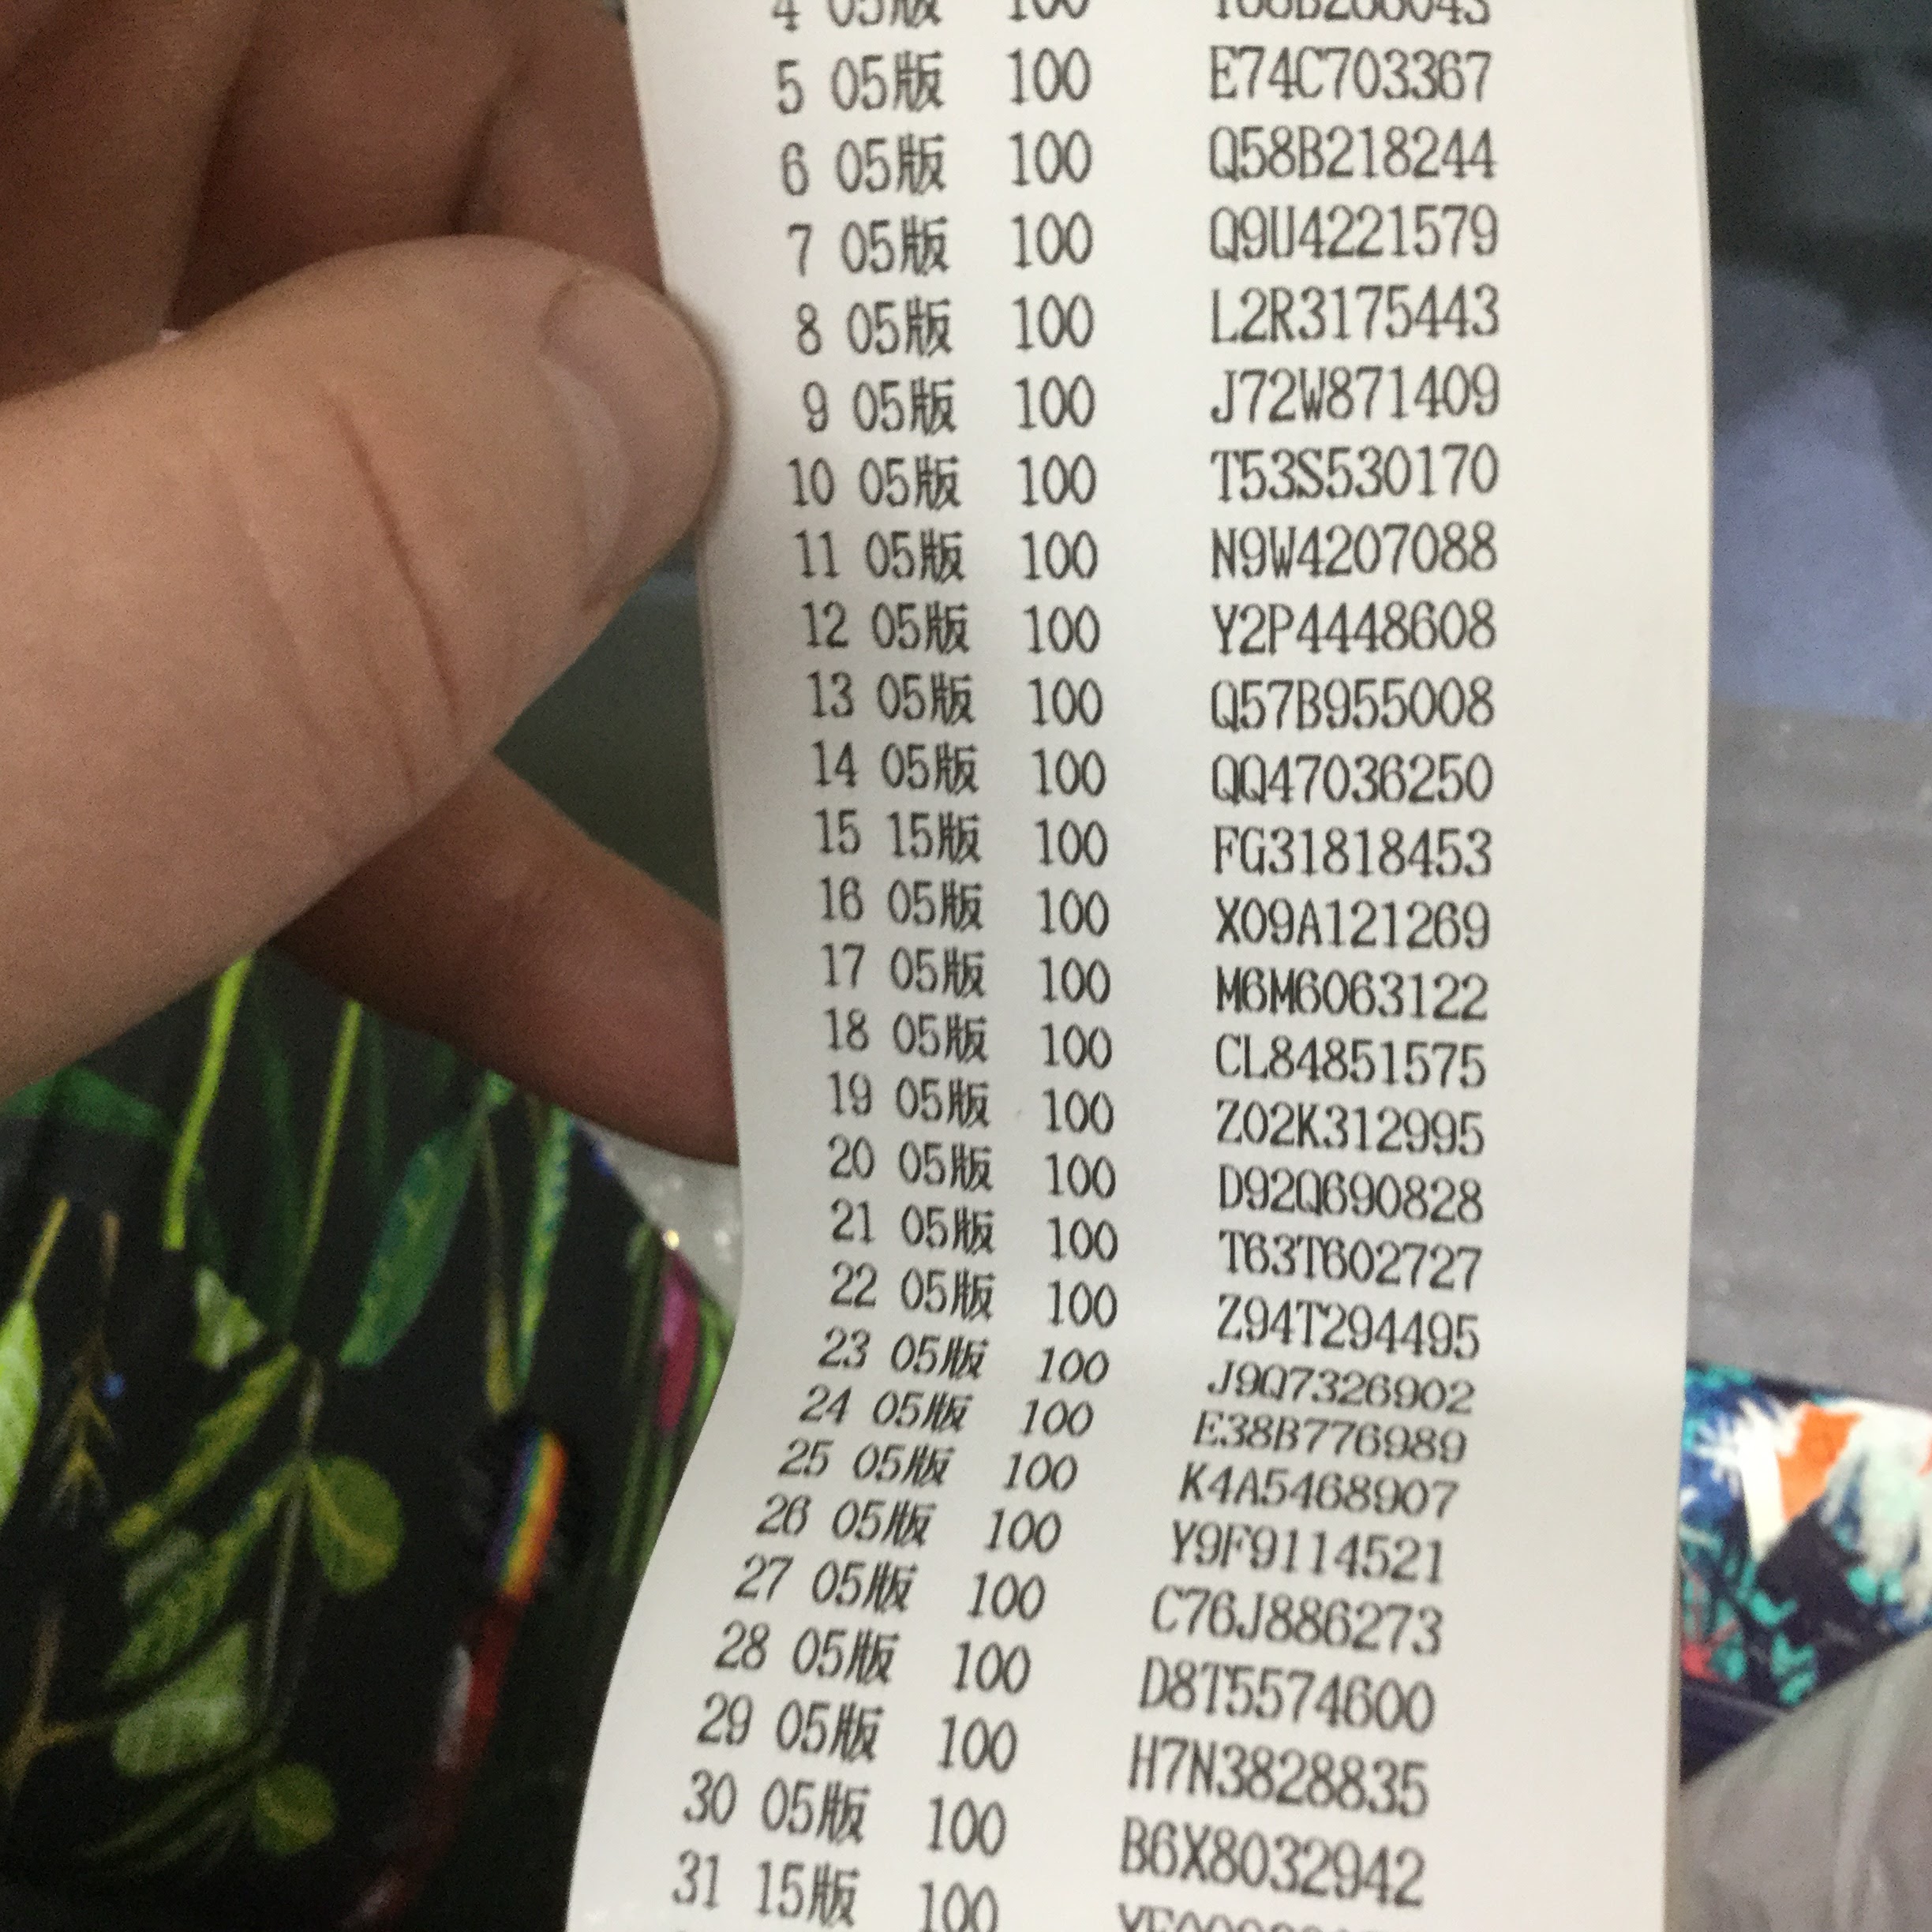 4 05版 100
5 05版 100 E74C703367
6 05版 100 Q58B218244
7 05版 100 Q9U4221579
8 05版 100 L2R3175443
9 05版 100 J72W871409
10 05版 100 T53S530170
11 05版 100 N9W4207088
12 05版 100 Y2P4448608
13 05版 100 Q57B955008
14 05版 100 QQ47036250
15 15版 100 FG31818453
16 05版 100 X09A121269
17 05版 100 M6M6063122
18 05版 100 CL84851575
19 05版 100 Z02K312995
20 05版 100 D92Q690828
21 05版 100 T63T602727
22 05版 100 Z94T294495
23 05版 100 J9Q7326902
24 05版 100 E38B776989
25 05版 100 K4A5468907
26 05版 100 Y9F9114521
27 05版 100 C76J886273
28 05版 100 D8T5574600
29 05版 100 H7N3828835
30 05版 100 B6X8032942
31 15版 100